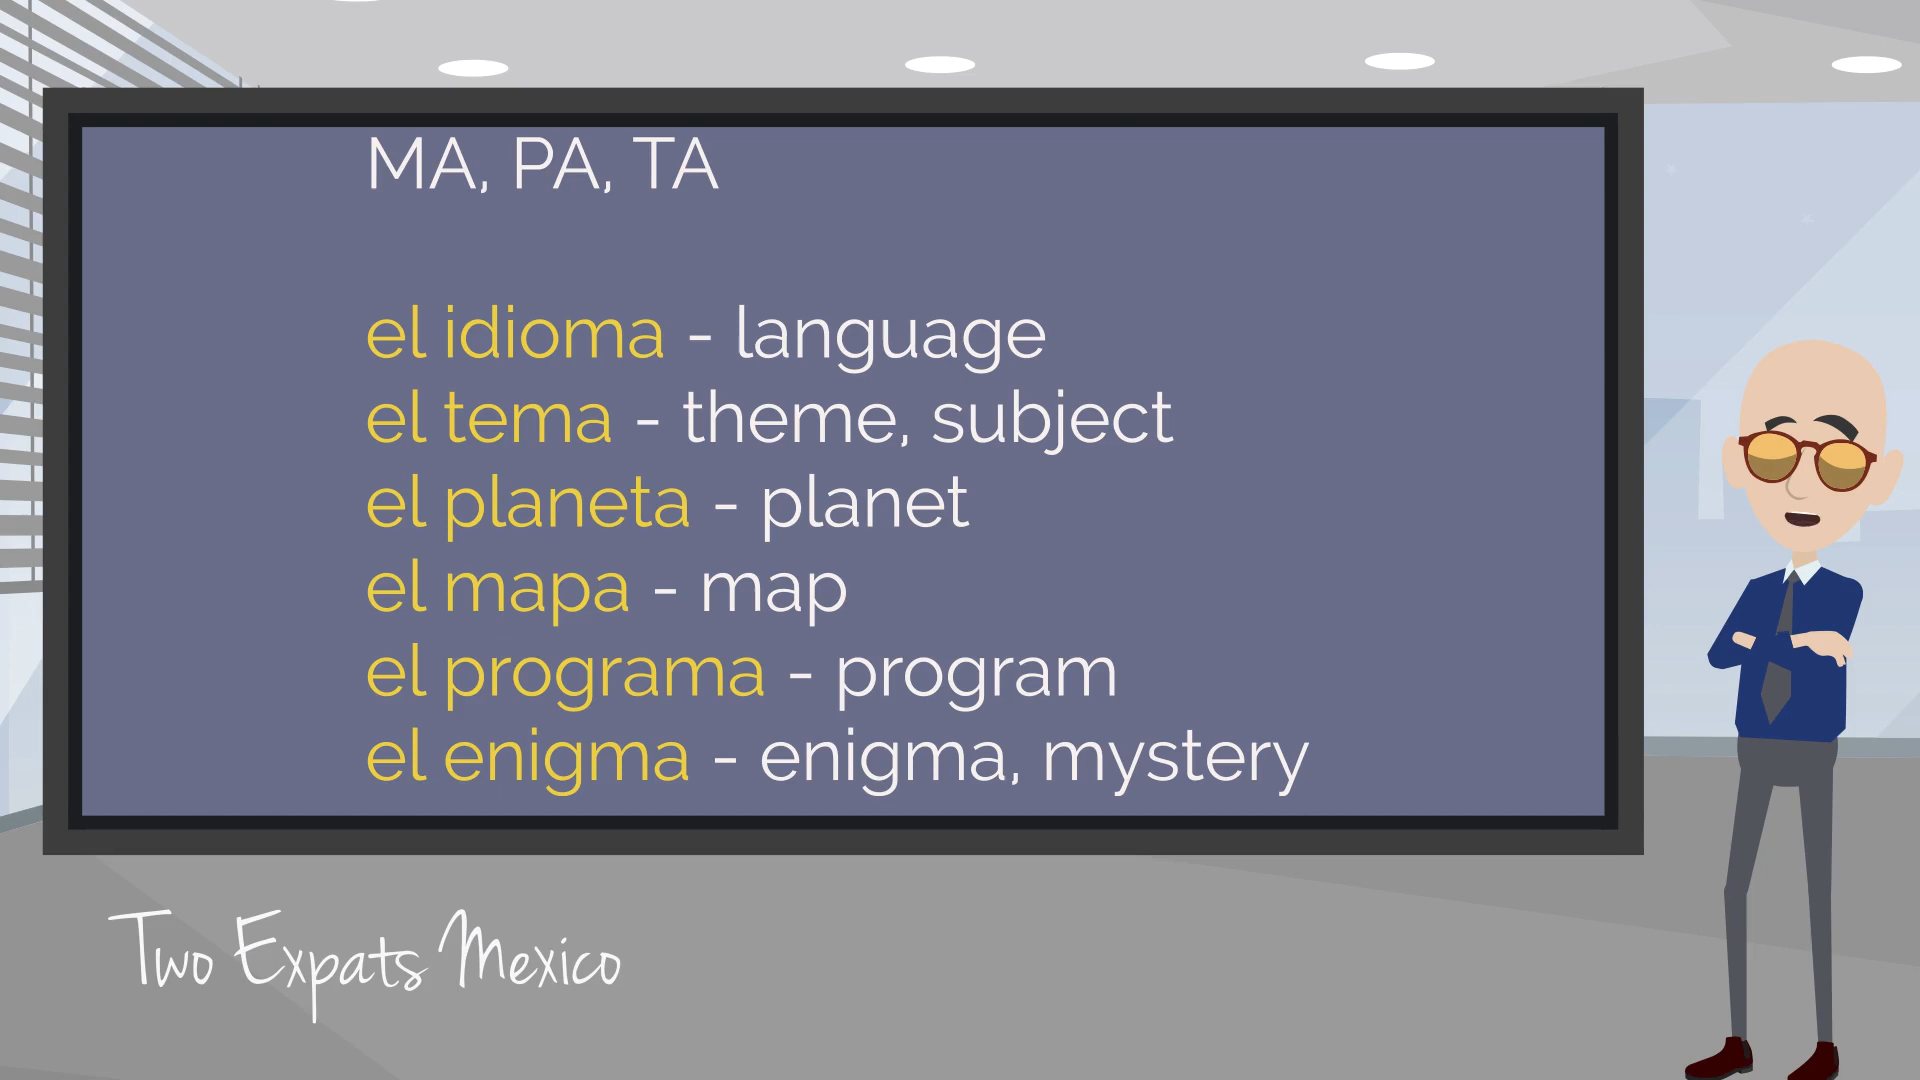 MA, PA, TA
el idioma - language
el tema - theme, subject
el planeta - planet
el mapa - map
el programa - program
el enigma - enigma, mystery
Two Expats Mexico